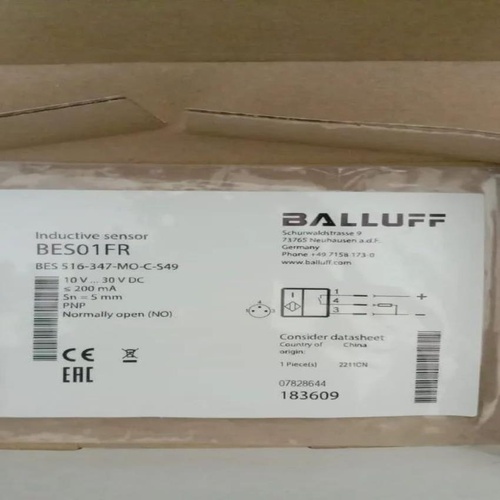 Inductive sensor
BES01FR
BES 516-347-MO-C-S49
10 V ... 30 V DC
≤ 200 mA
Sn = 5 mm
PNP
Normally open (NO)
CE
EAC
BALLUFF
Schurwaldstrasse 9
73765 Neuhausen a.d.F.
Germany
Phone +49 7158 173-0
www.balluff.com
1 +
4
3 -
Consider datasheet
Country of origin: China
1 Piece(s) 2211CN
07828644
183609